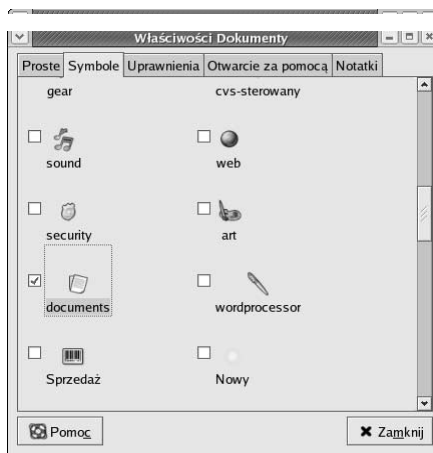 Właściwości Dokumenty
Proste Symbole Uprawnienia Otwarcie za pomocą Notatki
gear cvs-sterowany
sound web
security art
documents wordprocessor
Sprzedaż Nowy
Pomoc Zamknij